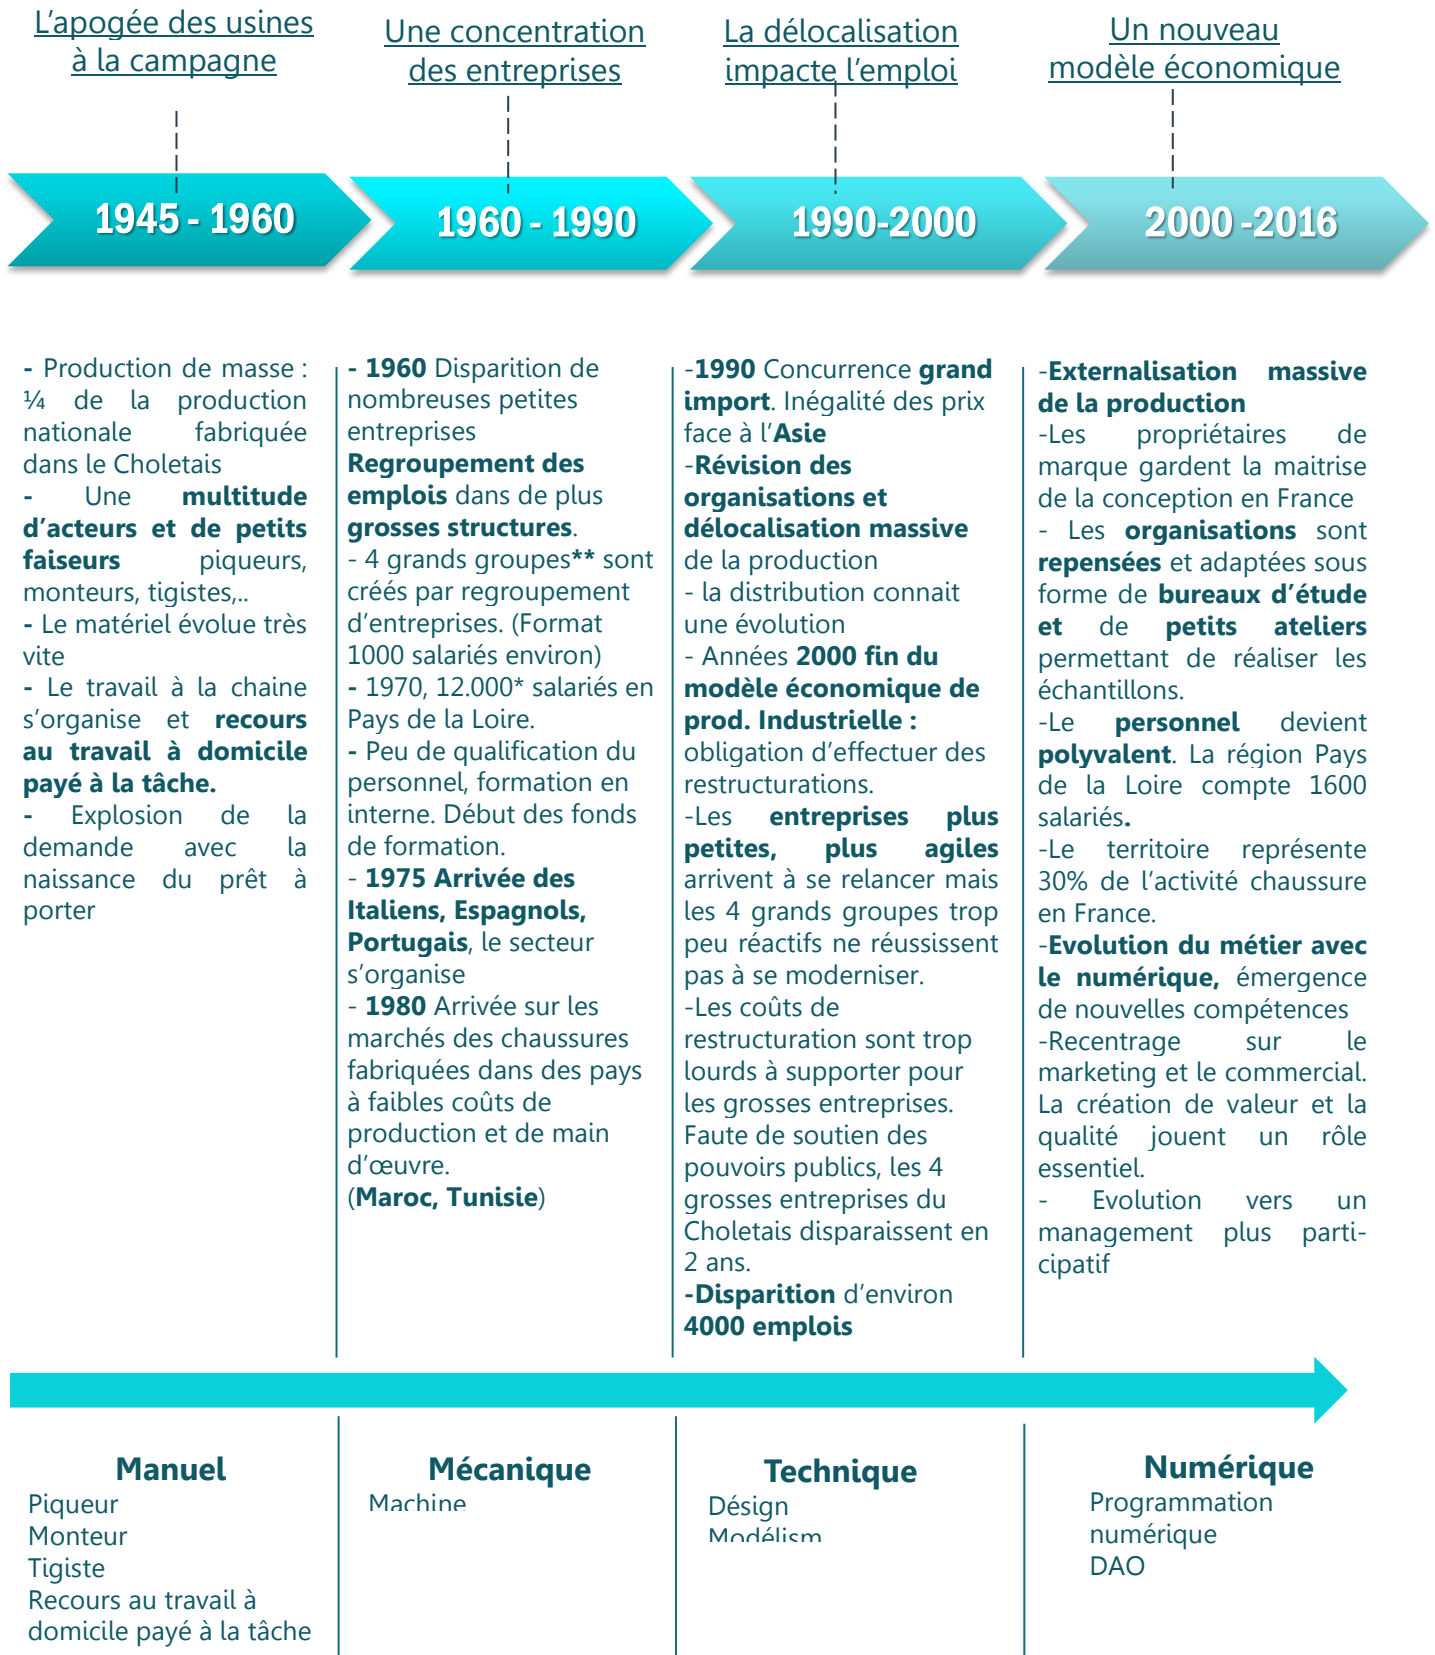 L'apogée des usines
à la campagne
Une concentration
des entreprises
La délocalisation
impacte l'emploi
Un nouveau
modèle économique
1945 - 1960
1960 - 1990
1990-2000
2000 -2016
- Production de masse :
¼ de la production
nationale fabriquée
dans le Choletais
- Une multitude
d'acteurs et de petits
faiseurs piqueurs,
monteurs, tigistes,..
- Le matériel évolue très
vite
- Le travail à la chaine
s'organise et recours
au travail à domicile
payé à la tâche.
- Explosion de la
demande avec la
naissance du prêt à
porter
- 1960 Disparition de
nombreuses petites
entreprises
Regroupement des
emplois dans de plus
grosses structures.
- 4 grands groupes** sont
créés par regroupement
d'entreprises. (Format
1000 salariés environ)
- 1970, 12.000* salariés en
Pays de la Loire.
- Peu de qualification du
personnel, formation en
interne. Début des fonds
de formation.
- 1975 Arrivée des
Italiens, Espagnols,
Portugais, le secteur
s'organise
- 1980 Arrivée sur les
marchés des chaussures
fabriquées dans des pays
à faibles coûts de
production et de main
d'œuvre.
(Maroc, Tunisie)
-1990 Concurrence grand
import. Inégalité des prix
face à l'Asie
-Révision des
organisations et
délocalisation massive
de la production
- la distribution connait
une évolution
- Années 2000 fin du
modèle économique de
prod. Industrielle :
obligation d'effectuer des
restructurations.
-Les entreprises plus
petites, plus agiles
arrivent à se relancer mais
les 4 grands groupes trop
peu réactifs ne réussissent
pas à se moderniser.
-Les coûts de
restructuration sont trop
lourds à supporter pour
les grosses entreprises.
Faute de soutien des
pouvoirs publics, les 4
grosses entreprises du
Choletais disparaissent en
2 ans.
-Disparition d'environ
4000 emplois
-Externalisation massive
de la production
-Les propriétaires de
marque gardent la maitrise
de la conception en France
- Les organisations sont
repensées et adaptées sous
forme de bureaux d'étude
et de petits ateliers
permettant de réaliser les
échantillons.
-Le personnel devient
polyvalent. La région Pays
de la Loire compte 1600
salariés.
-Le territoire représente
30% de l'activité chaussure
en France.
-Evolution du métier avec
le numérique, émergence
de nouvelles compétences
-Recentrage sur le
marketing et le commercial.
La création de valeur et la
qualité jouent un rôle
essentiel.
- Evolution vers un
management plus parti-
cipatif
Manuel
Piqueur
Monteur
Tigiste
Recours au travail à
domicile payé à la tâche
Mécanique
Machine
Technique
Désign
Modélism
Numérique
Programmation
numérique
DAO